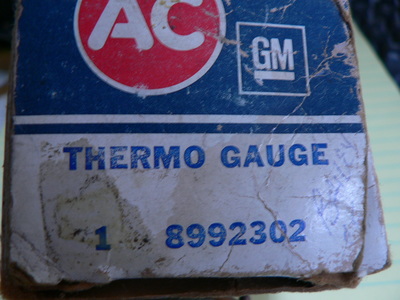 AC
GM
THERMO GAUGE
1 8992302